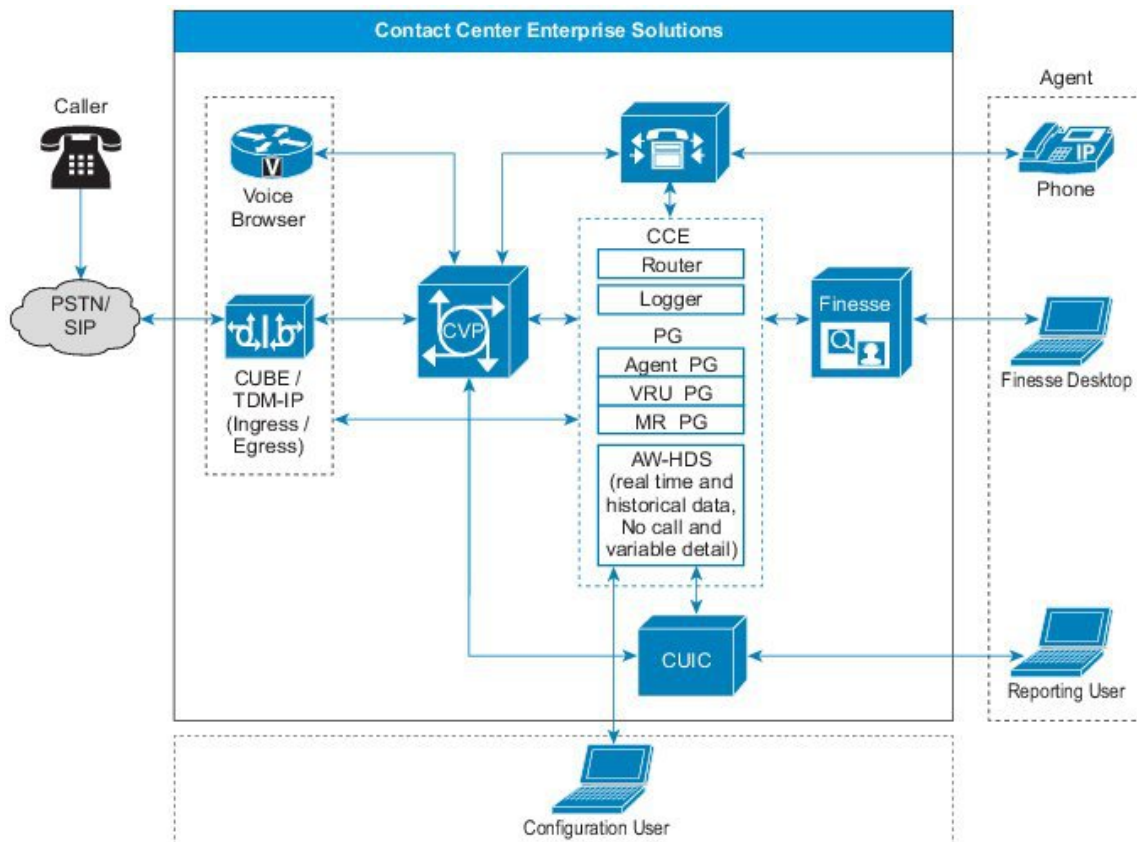 Contact Center Enterprise Solutions
Caller
Agent
V
Voice
Browser
IP
Phone
CCE
Router
Logger
PSTN/
SIP
CVP
Finesse
PG
Agent PG
VRU PG
MR PG
CUBE /
TDM-IP
(Ingress /
Egress)
Finesse Desktop
AW-HDS
(real time and
historical data,
No call and
variable detail)
CUIC
Reporting User
Configuration User